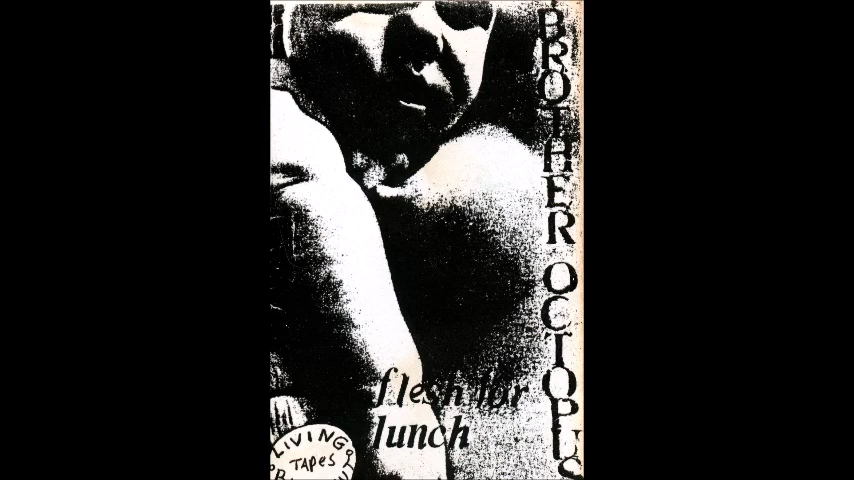 BROTHER OCTOPUS
flesh for
lunch
LIVING
TAPES